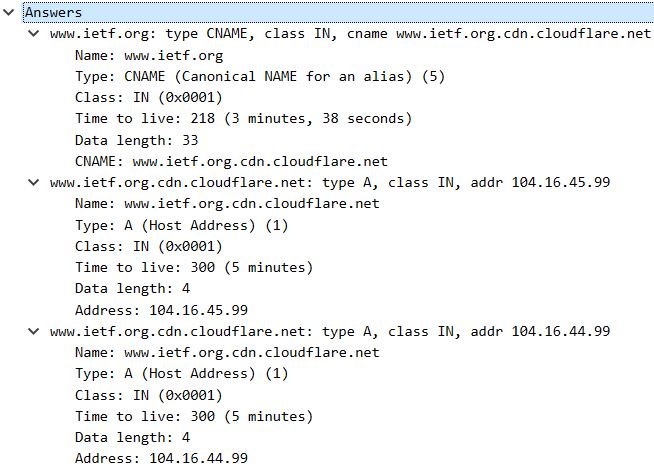 Answers
www.ietf.org: type CNAME, class IN, cname www.ietf.org.cdn.cloudflare.net
Name: www.ietf.org
Type: CNAME (Canonical NAME for an alias) (5)
Class: IN (0x0001)
Time to live: 218 (3 minutes, 38 seconds)
Data length: 33
CNAME: www.ietf.org.cdn.cloudflare.net
www.ietf.org.cdn.cloudflare.net: type A, class IN, addr 104.16.45.99
Name: www.ietf.org.cdn.cloudflare.net
Type: A (Host Address) (1)
Class: IN (0x0001)
Time to live: 300 (5 minutes)
Data length: 4
Address: 104.16.45.99
www.ietf.org.cdn.cloudflare.net: type A, class IN, addr 104.16.44.99
Name: www.ietf.org.cdn.cloudflare.net
Type: A (Host Address) (1)
Class: IN (0x0001)
Time to live: 300 (5 minutes)
Data length: 4
Address: 104.16.44.99